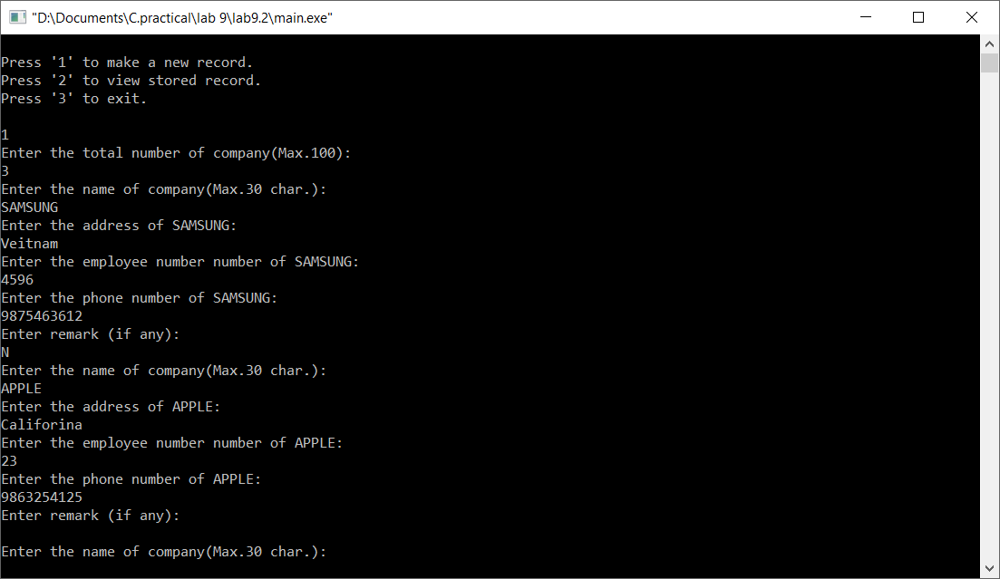 "D:\Documents\C.practical\lab 9\lab9.2\main.exe"
Press '1' to make a new record.
Press '2' to view stored record.
Press '3' to exit.
1
Enter the total number of company(Max.100):
3
Enter the name of company(Max.30 char.):
SAMSUNG
Enter the address of SAMSUNG:
Veitnam
Enter the employee number number of SAMSUNG:
4596
Enter the phone number of SAMSUNG:
9875463612
Enter remark (if any):
N
Enter the name of company(Max.30 char.):
APPLE
Enter the address of APPLE:
Califorina
Enter the employee number number of APPLE:
23
Enter the phone number of APPLE:
9863254125
Enter remark (if any):
Enter the name of company(Max.30 char.):